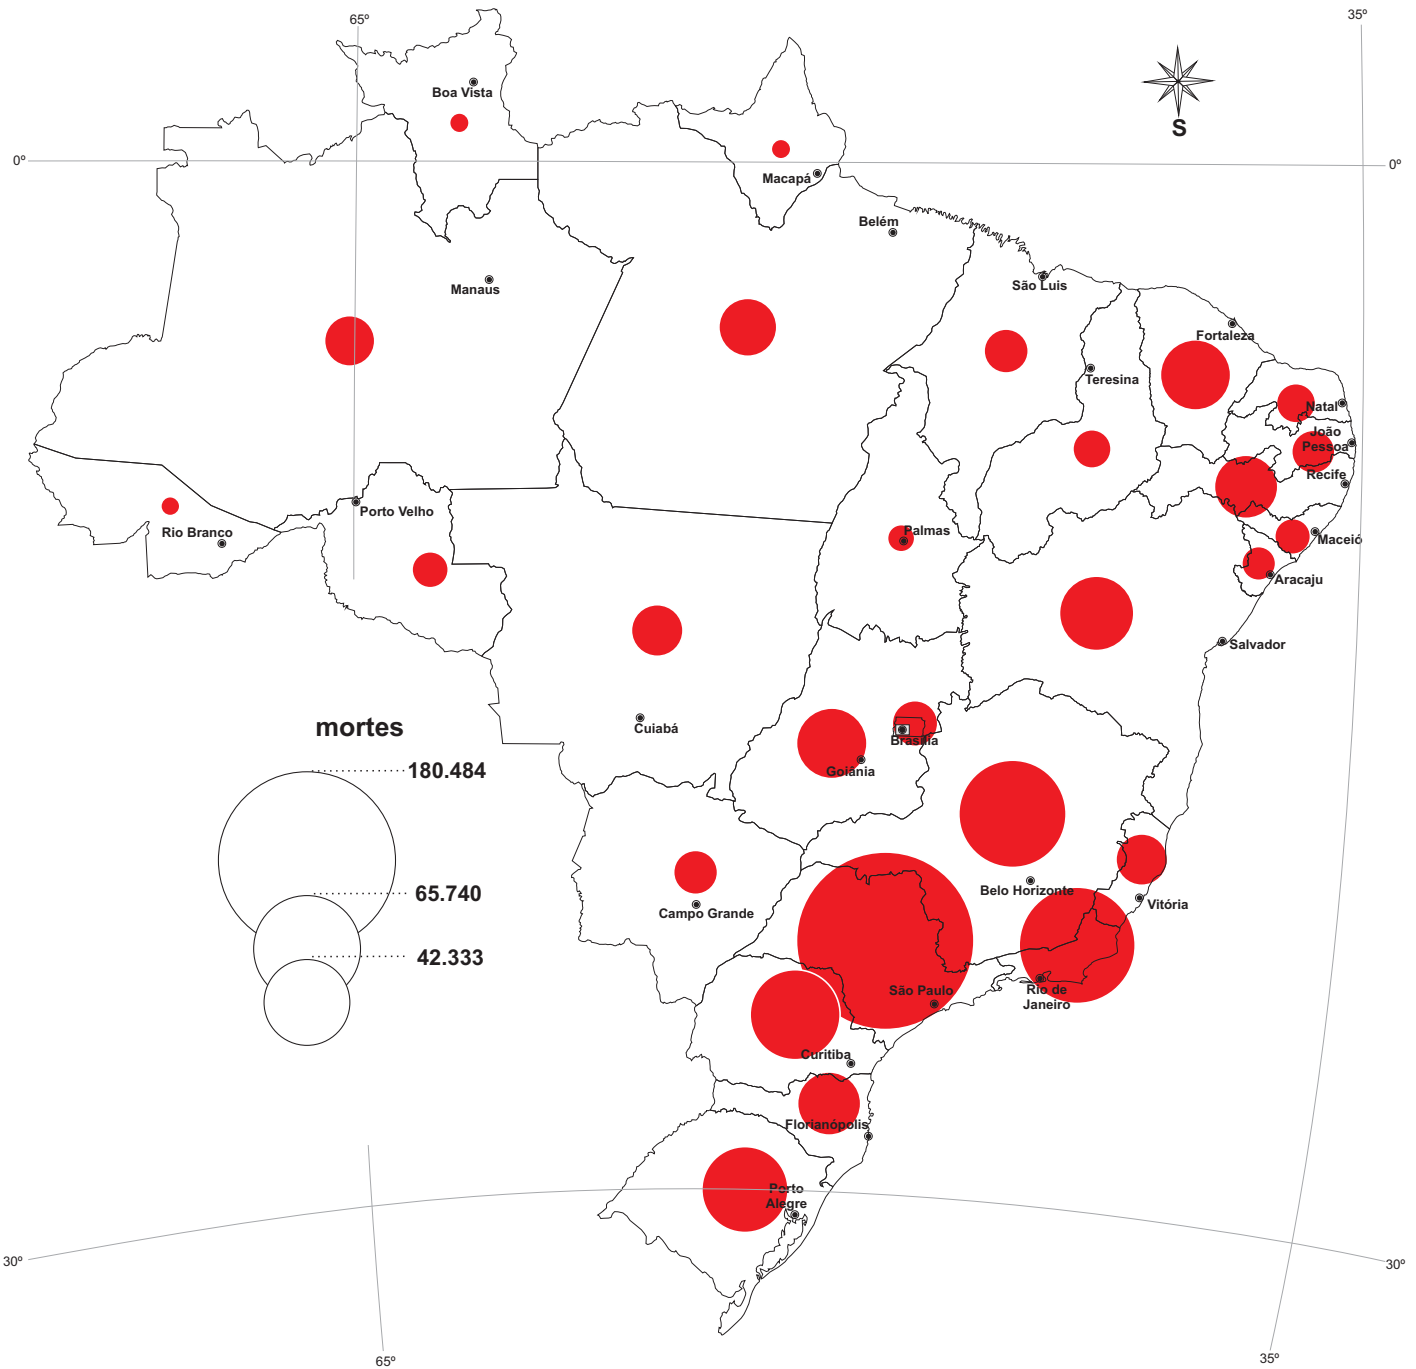 65º
35º
Boa Vista
S
0º
0º
Macapá
Belém
Manaus
São Luis
Fortaleza
Teresina
Natal
João
Pessoa
Recife
Porto Velho
Rio Branco
Palmas
Maceió
Aracaju
Salvador
mortes
Cuiabá
Brasília
Goiânia
180.484
65.740
42.333
Belo Horizonte
Vitória
Campo Grande
São Paulo
Rio de
Janeiro
Curitiba
Florianópolis
Porto
Alegre
30º
30º
65º
35º